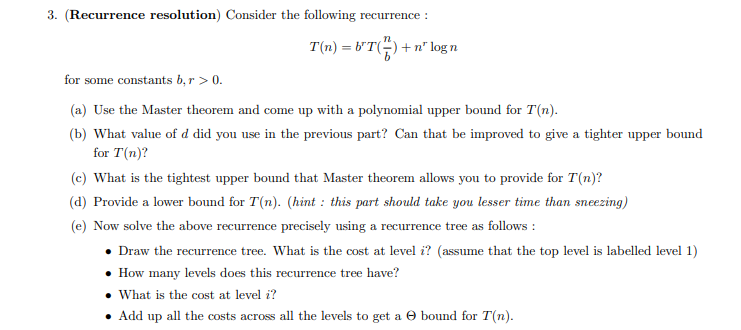 3. (Recurrence resolution) Consider the following recurrence :
T(n) = b^r T(n/b) + n^r log n
for some constants b, r > 0.
(a) Use the Master theorem and come up with a polynomial upper bound for T(n).
(b) What value of d did you use in the previous part? Can that be improved to give a tighter upper bound
for T(n)?
(c) What is the tightest upper bound that Master theorem allows you to provide for T(n)?
(d) Provide a lower bound for T(n). (hint : this part should take you lesser time than sneezing)
(e) Now solve the above recurrence precisely using a recurrence tree as follows :
• Draw the recurrence tree. What is the cost at level i? (assume that the top level is labelled level 1)
• How many levels does this recurrence tree have?
• What is the cost at level i?
• Add up all the costs across all the levels to get a Θ bound for T(n).